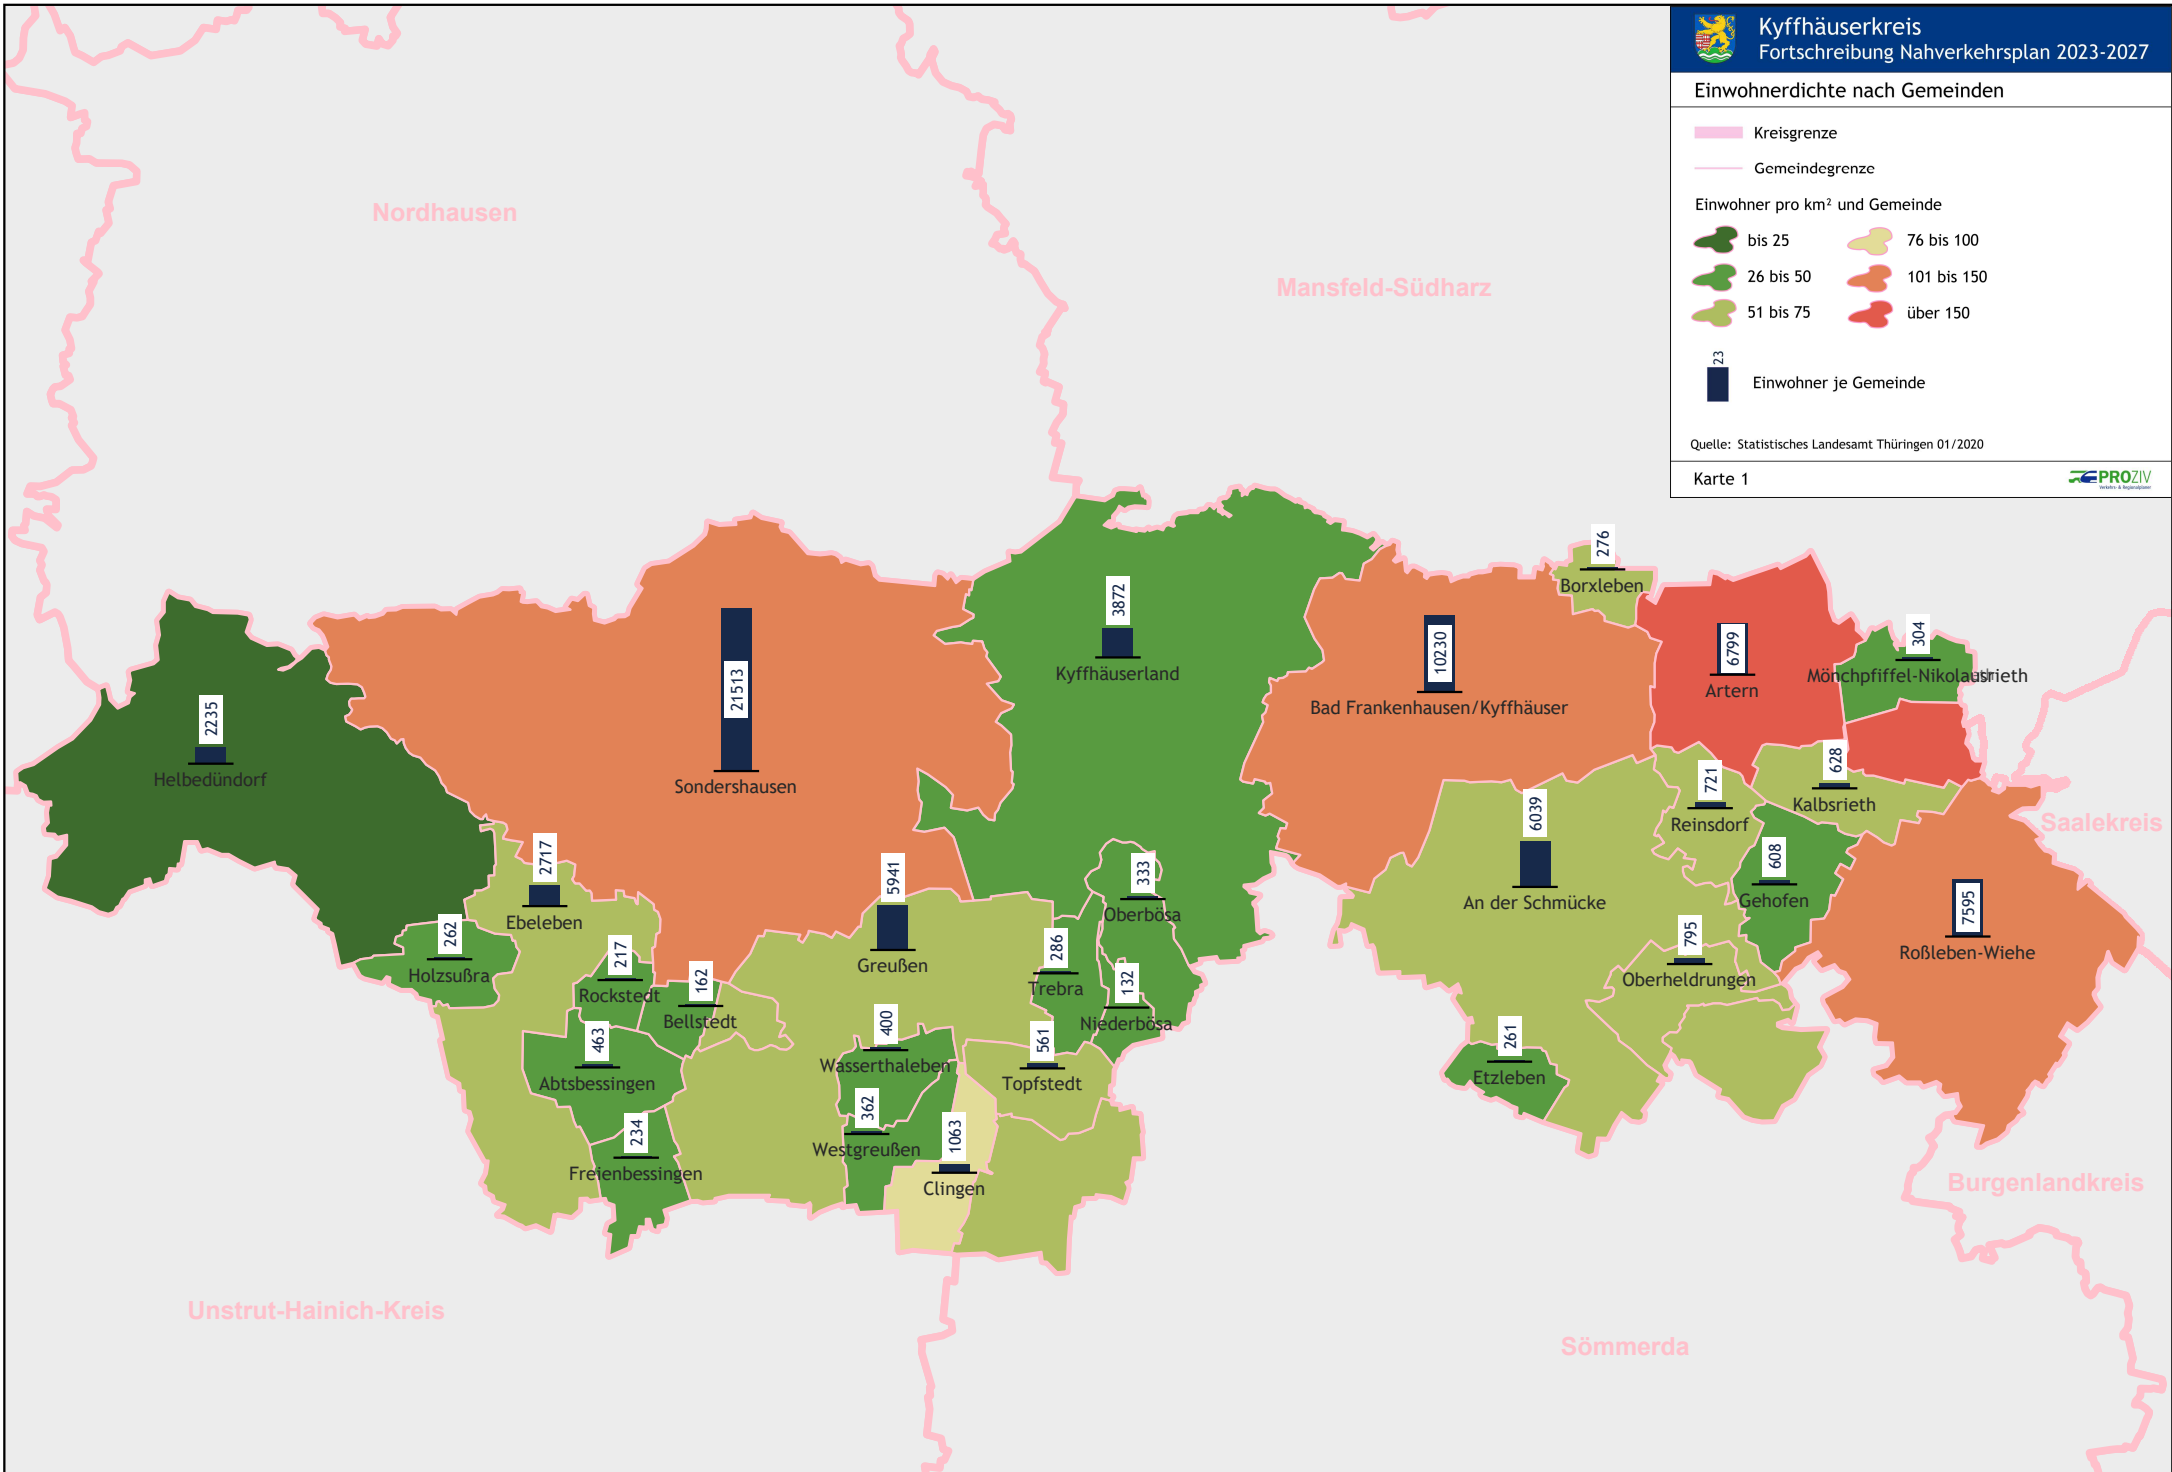 Kyffhäuserkreis
Fortschreibung Nahverkehrsplan 2023-2027
Einwohnerdichte nach Gemeinden
Kreisgrenze
Gemeindegrenze
Einwohner pro km² und Gemeinde
bis 25
76 bis 100
26 bis 50
101 bis 150
51 bis 75
über 150
23
Einwohner je Gemeinde
Quelle: Statistisches Landesamt Thüringen 01/2020
Karte 1
PROZIV
Verkehrs- & Regionalplaner
Nordhausen
Mansfeld-Südharz
Saalekreis
Burgenlandkreis
Sömmerda
Unstrut-Hainich-Kreis
2235
Helbedündorf
21513
Sondershausen
3872
Kyffhäuserland
10230
Bad Frankenhausen/Kyffhäuser
276
Borxleben
6799
Artern
304
Mönchpfiffel-Nikolausrieth
628
Kalbsrieth
721
Reinsdorf
608
Gehofen
6039
An der Schmücke
795
Oberheldrungen
7595
Roßleben-Wiehe
261
Etzleben
2717
Ebeleben
262
Holzsußra
217
Rockstedt
162
Bellstedt
463
Abtsbessingen
234
Freienbessingen
5941
Greußen
400
Wasserthaleben
362
Westgreußen
1063
Clingen
561
Topfstedt
286
Trebra
333
Oberbösa
132
Niederbösa